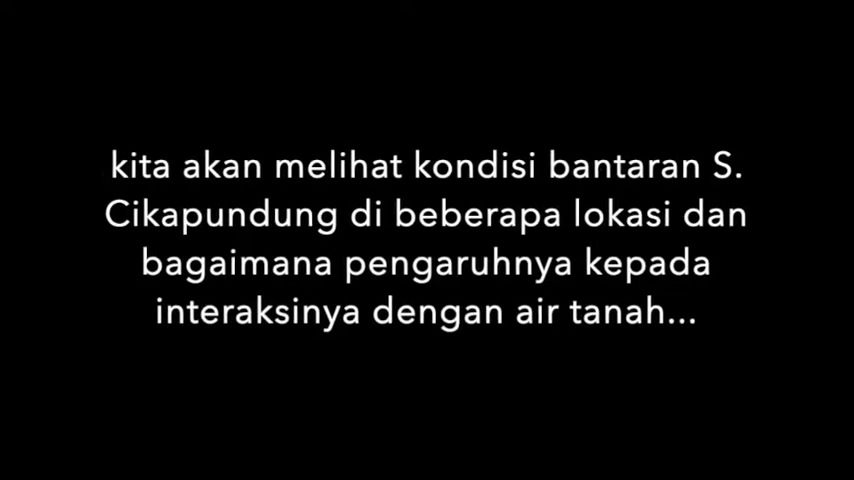 kita akan melihat kondisi bantaran S.
Cikapundung di beberapa lokasi dan
bagaimana pengaruhnya kepada
interaksinya dengan air tanah...